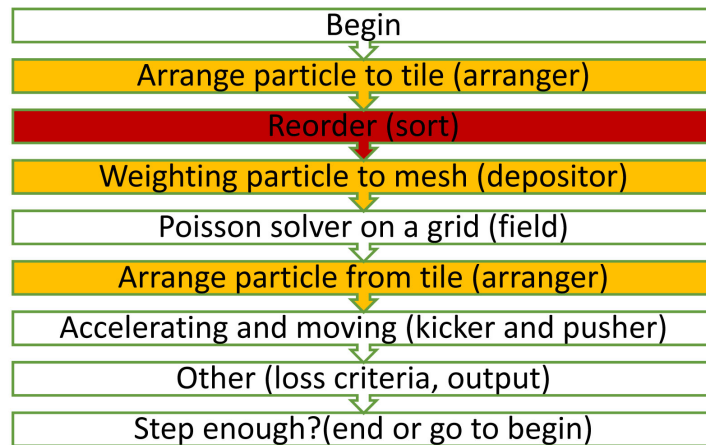 Begin
Arrange particle to tile (arranger)
Reorder (sort)
Weighting particle to mesh (depositor)
Poisson solver on a grid (field)
Arrange particle from tile (arranger)
Accelerating and moving (kicker and pusher)
Other (loss criteria, output)
Step enough?(end or go to begin)